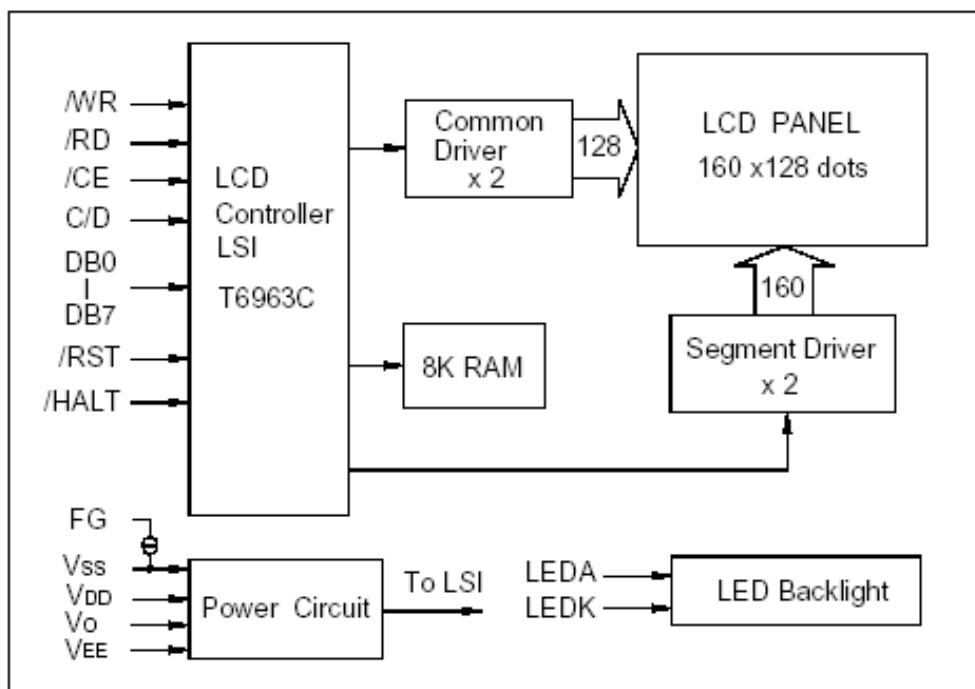 /WR
/RD
/CE
C/D
DB0
DB7
/RST
/HALT
LCD
Controller
LSI
T6963C
Common
Driver
x 2
128
LCD PANEL
160 x128 dots
160
8K RAM
Segment Driver
x 2
FG
VSS
VDD
VO
VEE
Power Circuit
To LSI
LEDA
LEDK
LED Backlight